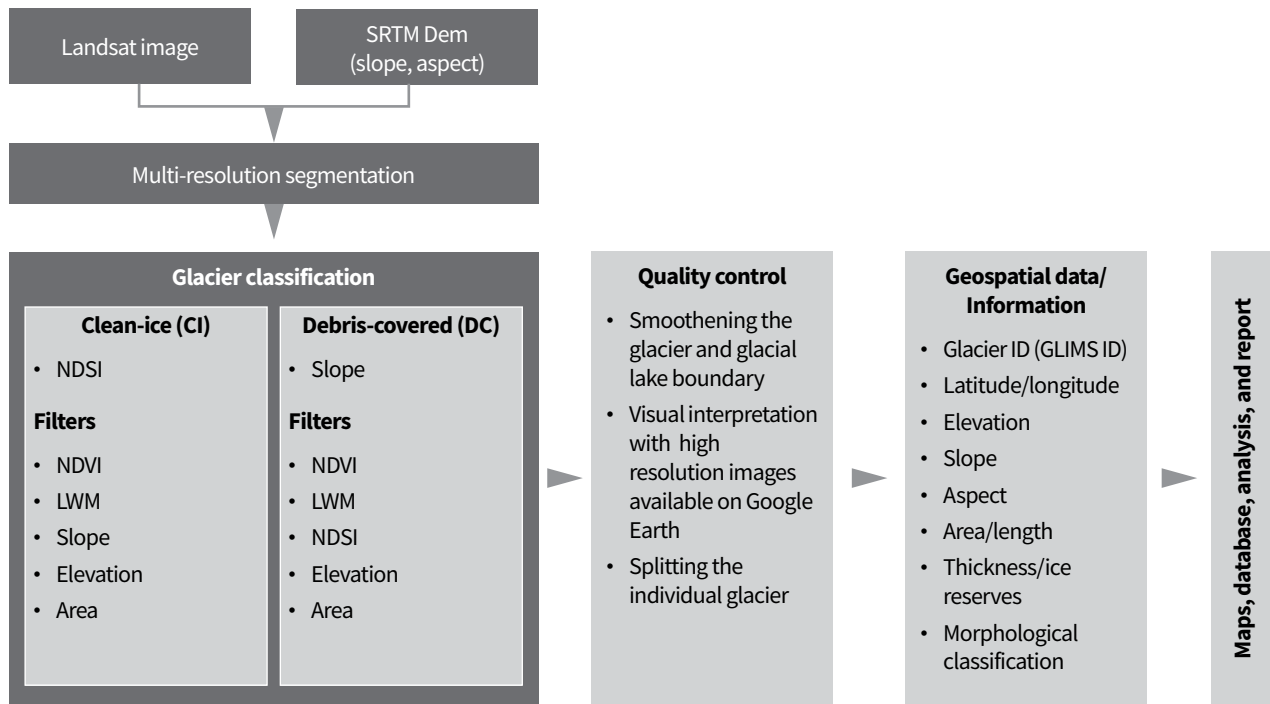 Landsat image
SRTM Dem
(slope, aspect)
Multi-resolution segmentation
Glacier classification
Clean-ice (CI)
• NDSI
Filters
• NDVI
• LWM
• Slope
• Elevation
• Area
Debris-covered (DC)
• Slope
Filters
• NDVI
• LWM
• NDSI
• Elevation
• Area
Quality control
• Smoothening the
glacier and glacial
lake boundary
• Visual interpretation
with high
resolution images
available on Google
Earth
• Splitting the
individual glacier
Geospatial data/
Information
• Glacier ID (GLIMS ID)
• Latitude/longitude
• Elevation
• Slope
• Aspect
• Area/length
• Thickness/ice
reserves
• Morphological
classification
Maps, database, analysis, and report